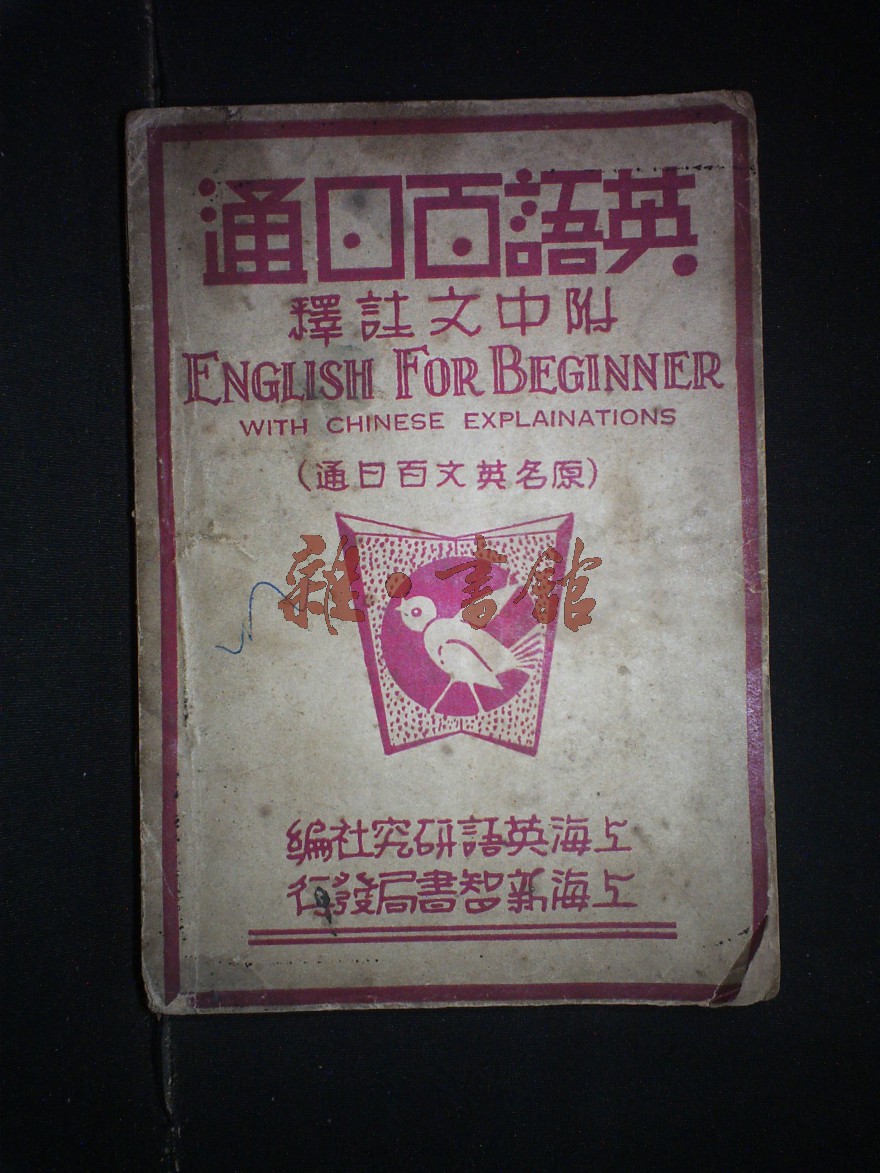 英語百日通
附中文註釋
ENGLISH FOR BEGINNER
WITH CHINESE EXPLAINATIONS
(原名英文百日通)
雜·書館
上海英語研究社編
上海新智書局發行